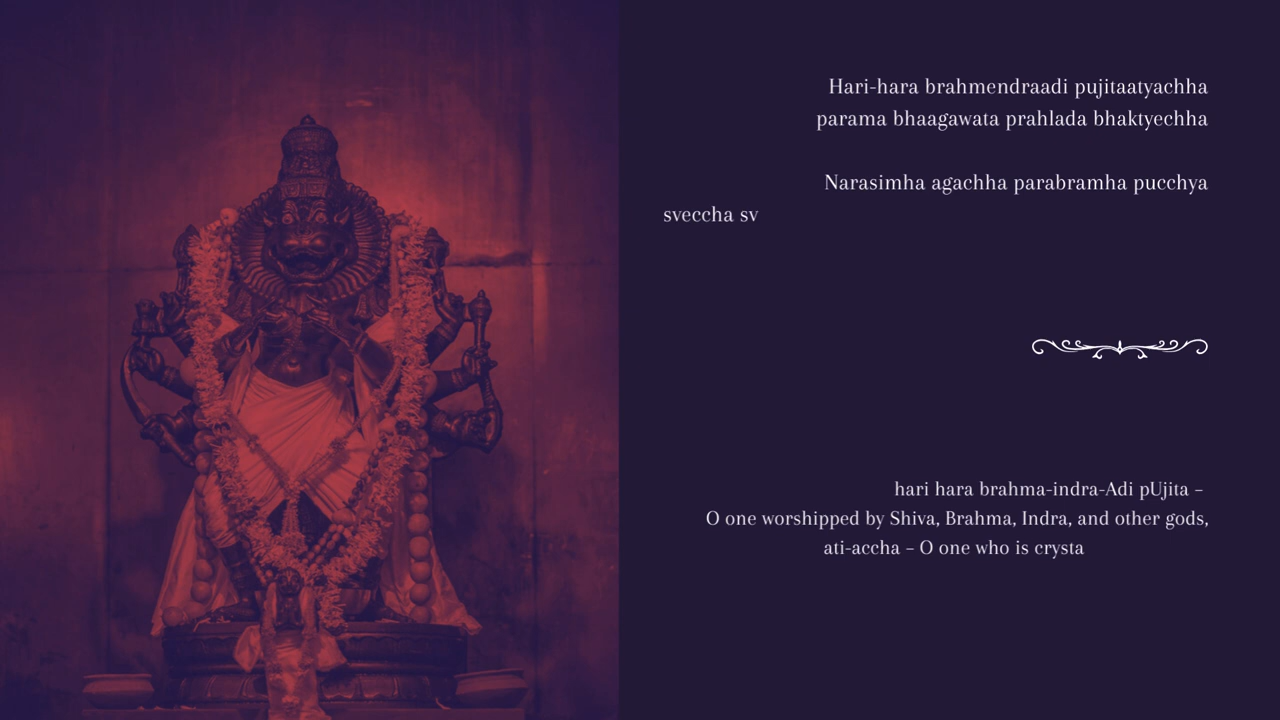 Hari-hara brahmendraadi pujitaatyachha
parama bhaagawata prahlada bhaktyechha
Narasimha agachha parabramha pucchya
sveccha sv
hari hara brahma-indra-Adi pUjita –
O one worshipped by Shiva, Brahma, Indra, and other gods,
ati-accha – O one who is crysta